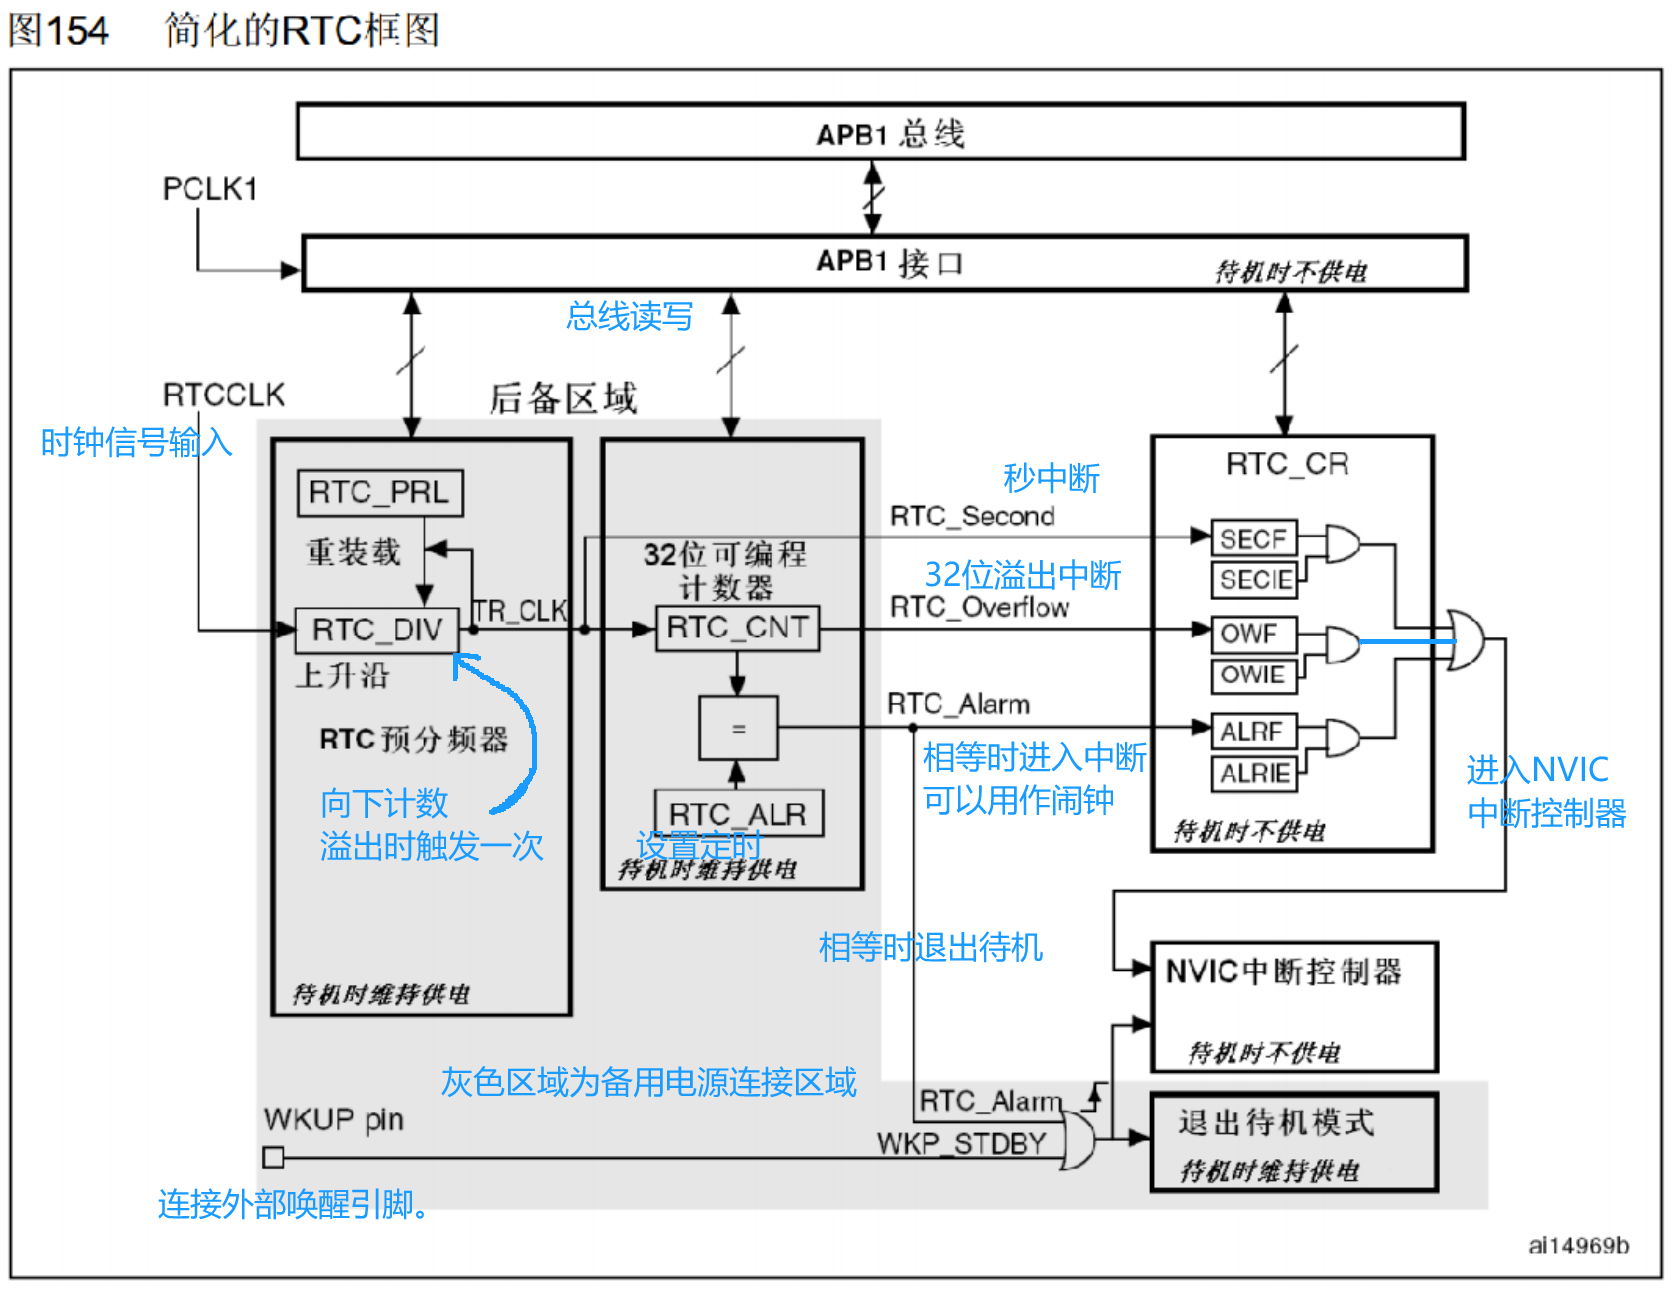 图154 简化的RTC框图
APB1 总线
PCLK1
APB1 接口
待机时不供电
总线读写
RTCCLK
后备区域
时钟信号输入
RTC_PRL
重装载
TR_CLK
RTC_DIV
上升沿
RTC 预分频器
向下计数
溢出时触发一次
待机时维持供电
32位可编程
计数器
RTC_CNT
=
RTC_ALR
设置定时
待机时维持供电
秒中断
RTC_Second
32位溢出中断
RTC_Overflow
RTC_Alarm
相等时进入中断
可以用作闹钟
RTC_CR
SECF
SECIE
OWF
OWIE
ALRF
ALRIE
待机时不供电
进入NVIC
中断控制器
相等时退出待机
NVIC中断控制器
待机时不供电
灰色区域为备用电源连接区域
RTC_Alarm
WKUP pin
WKP_STDBY
退出待机模式
待机时维持供电
连接外部唤醒引脚。
ai14969b